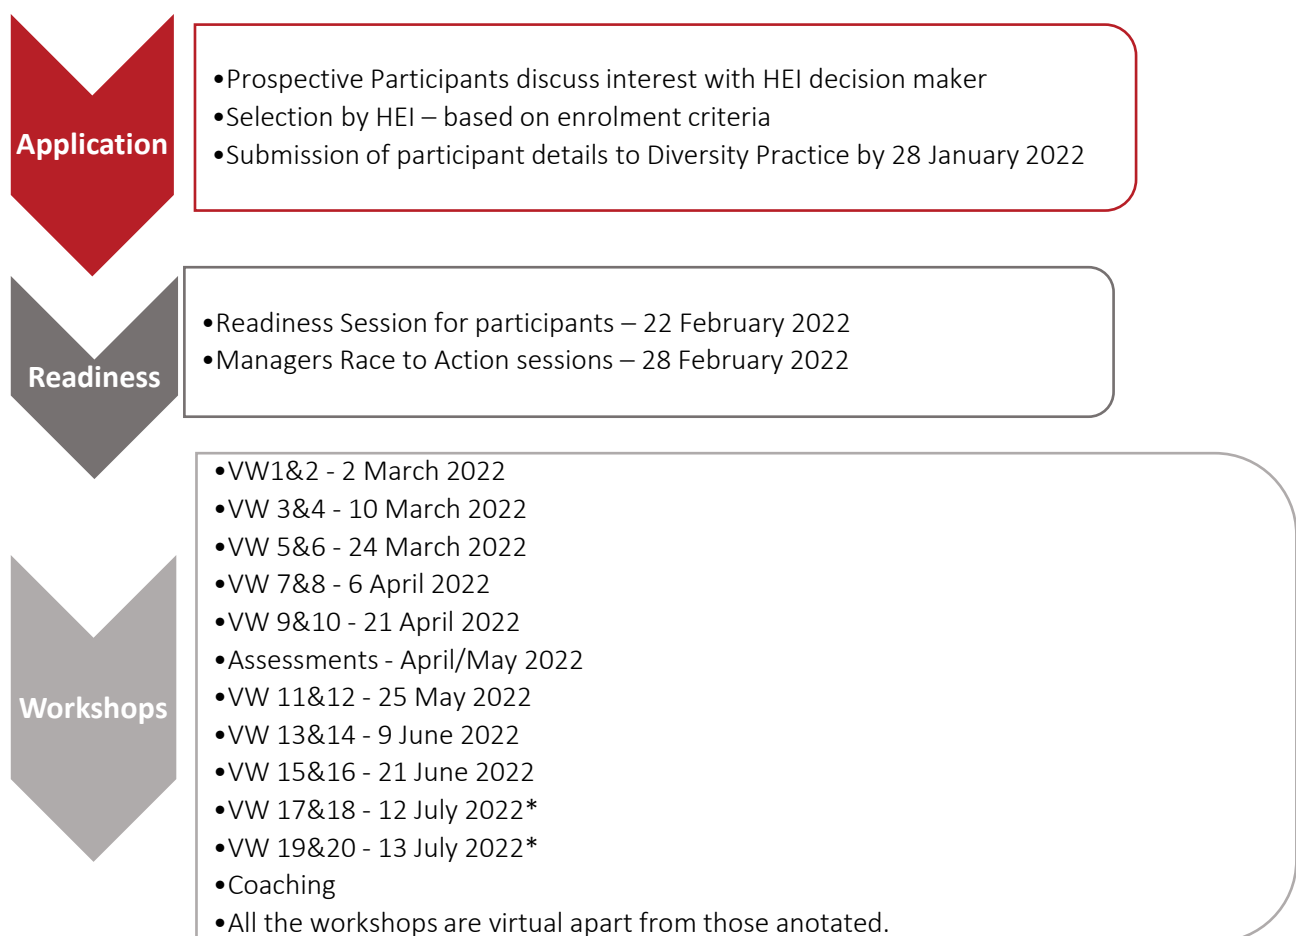 Application
•Prospective Participants discuss interest with HEI decision maker
•Selection by HEI – based on enrolment criteria
•Submission of participant details to Diversity Practice by 28 January 2022
Readiness
•Readiness Session for participants – 22 February 2022
•Managers Race to Action sessions – 28 February 2022
Workshops
•VW1&2 - 2 March 2022
•VW 3&4 - 10 March 2022
•VW 5&6 - 24 March 2022
•VW 7&8 - 6 April 2022
•VW 9&10 - 21 April 2022
•Assessments - April/May 2022
•VW 11&12 - 25 May 2022
•VW 13&14 - 9 June 2022
•VW 15&16 - 21 June 2022
•VW 17&18 - 12 July 2022*
•VW 19&20 - 13 July 2022*
•Coaching
•All the workshops are virtual apart from those anotated.